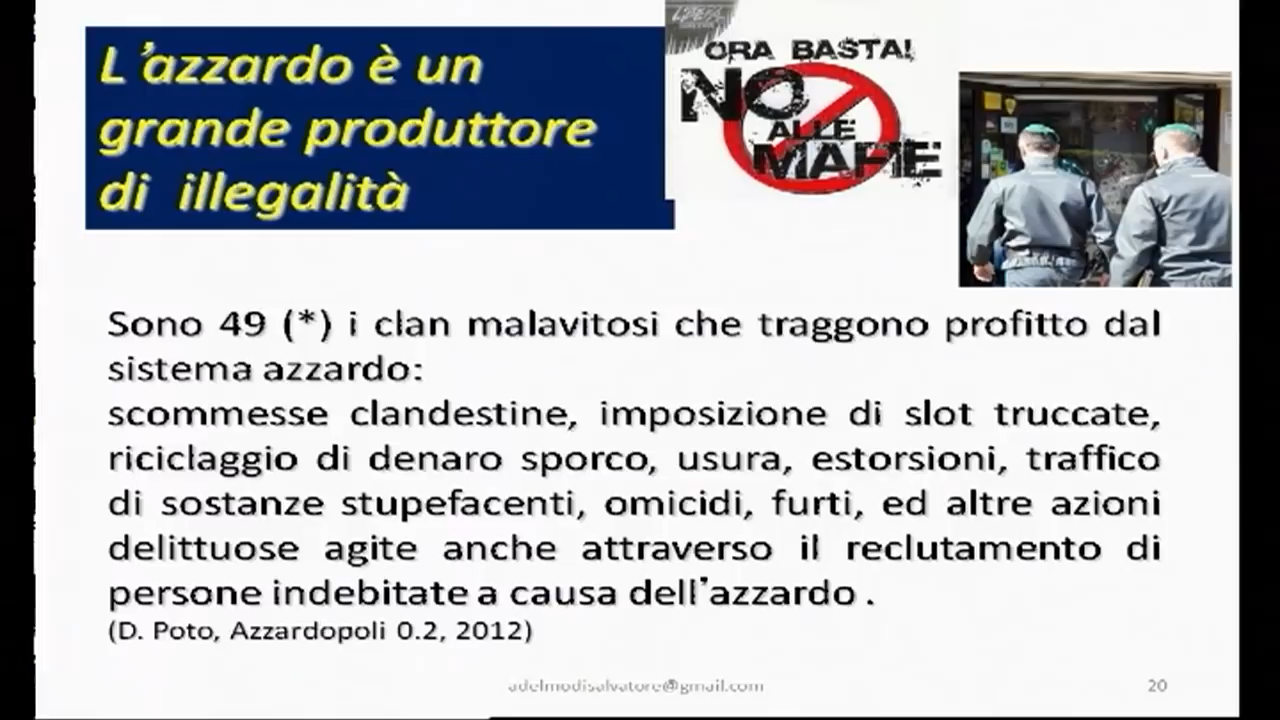 L'azzardo è un
grande produttore
di illegalità
ORA BASTA!
NO
ALLE
MAFIE
Sono 49 (*) i clan malavitosi che traggono profitto dal
sistema azzardo:
scommesse clandestine, imposizione di slot truccate,
riciclaggio di denaro sporco, usura, estorsioni, traffico
di sostanze stupefacenti, omicidi, furti, ed altre azioni
delittuose agite anche attraverso il reclutamento di
persone indebitate a causa dell'azzardo .
(D. Poto, Azzardopoli 0.2, 2012)
adelmodisalvatore@gmail.com
20